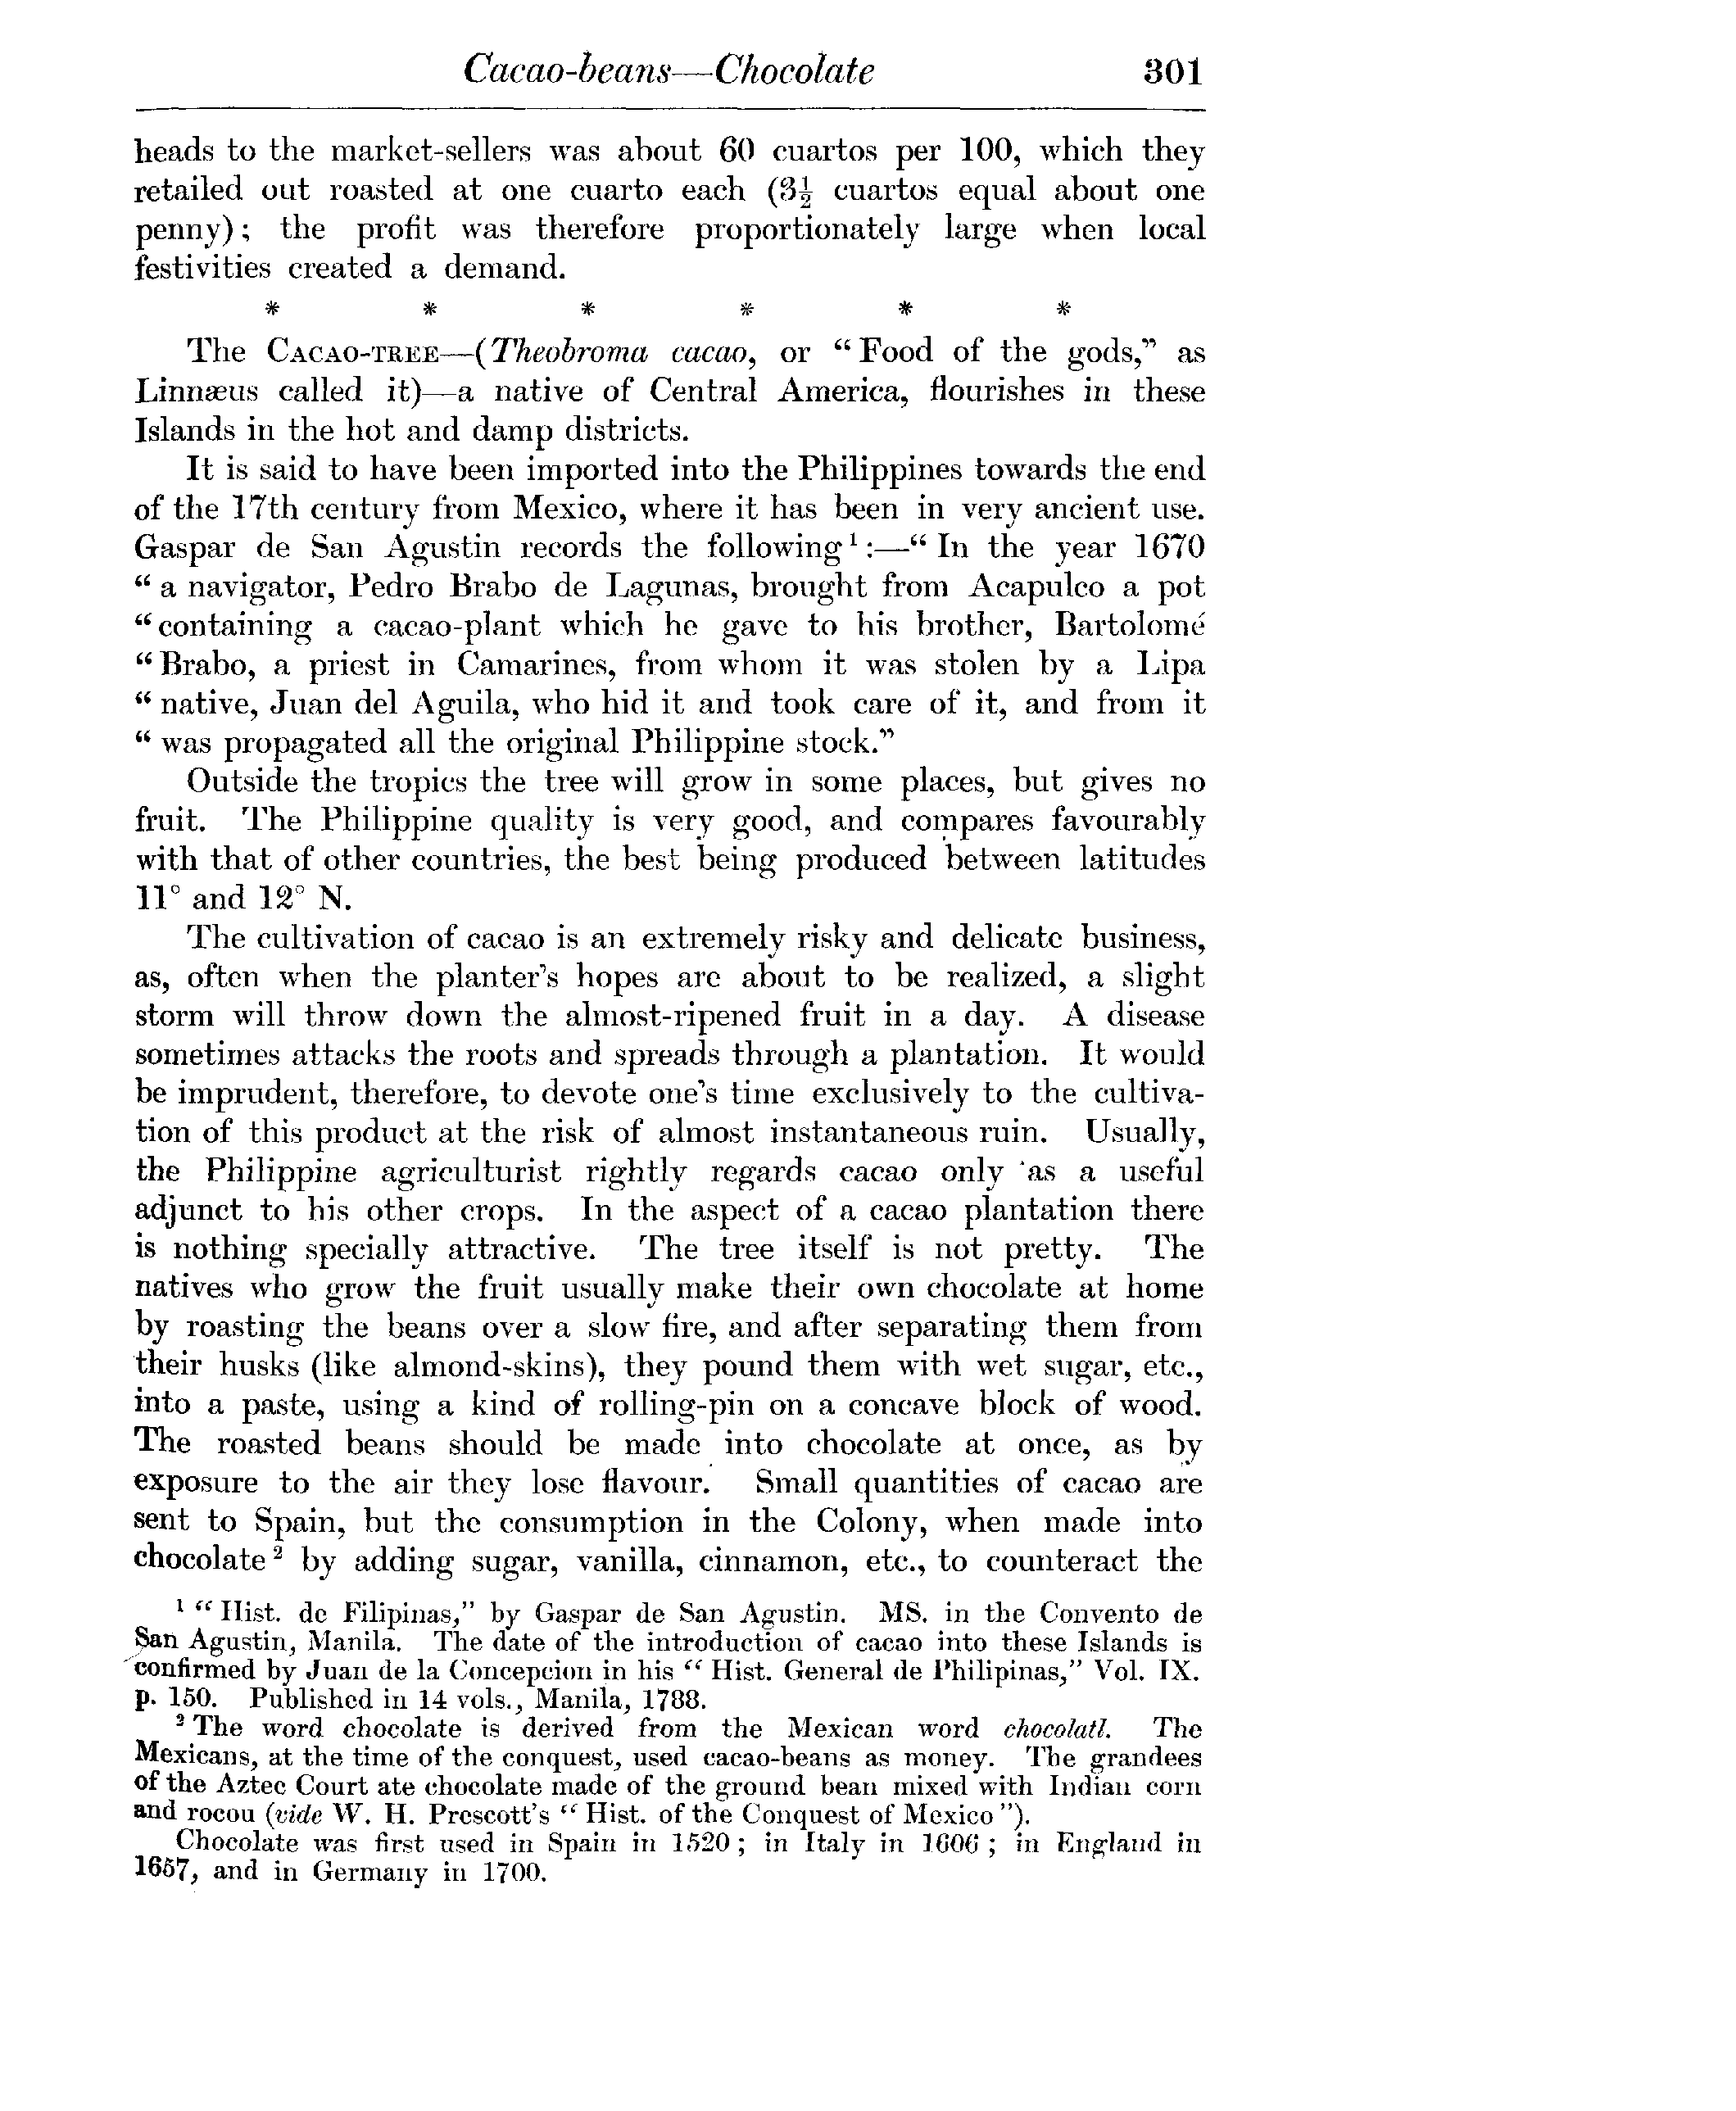 Cacao-beans—Chocolate 301
heads to the market-sellers was about 60 cuartos per 100, which they
retailed out roasted at one cuarto each (3½ cuartos equal about one
penny); the profit was therefore proportionately large when local
festivities created a demand.
* * * * * *
The CACAO-TREE—(Theobroma cacao, or “Food of the gods,” as
Linnæus called it)—a native of Central America, flourishes in these
Islands in the hot and damp districts.
It is said to have been imported into the Philippines towards the end
of the 17th century from Mexico, where it has been in very ancient use.
Gaspar de San Agustin records the following¹:—“In the year 1670
“a navigator, Pedro Brabo de Lagunas, brought from Acapulco a pot
“containing a cacao-plant which he gave to his brother, Bartolomé
“Brabo, a priest in Camarines, from whom it was stolen by a Lipa
“native, Juan del Aguila, who hid it and took care of it, and from it
“was propagated all the original Philippine stock.”
Outside the tropics the tree will grow in some places, but gives no
fruit. The Philippine quality is very good, and compares favourably
with that of other countries, the best being produced between latitudes
11° and 12° N.
The cultivation of cacao is an extremely risky and delicate business,
as, often when the planter’s hopes are about to be realized, a slight
storm will throw down the almost-ripened fruit in a day. A disease
sometimes attacks the roots and spreads through a plantation. It would
be imprudent, therefore, to devote one’s time exclusively to the cultiva-
tion of this product at the risk of almost instantaneous ruin. Usually,
the Philippine agriculturist rightly regards cacao only as a useful
adjunct to his other crops. In the aspect of a cacao plantation there
is nothing specially attractive. The tree itself is not pretty. The
natives who grow the fruit usually make their own chocolate at home
by roasting the beans over a slow fire, and after separating them from
their husks (like almond-skins), they pound them with wet sugar, etc.,
into a paste, using a kind of rolling-pin on a concave block of wood.
The roasted beans should be made into chocolate at once, as by
exposure to the air they lose flavour. Small quantities of cacao are
sent to Spain, but the consumption in the Colony, when made into
chocolate² by adding sugar, vanilla, cinnamon, etc., to counteract the
¹ “Hist. de Filipinas,” by Gaspar de San Agustin. MS. in the Convento de
San Agustin, Manila. The date of the introduction of cacao into these Islands is
confirmed by Juan de la Concepcion in his “Hist. General de Philipinas,” Vol. IX.
p. 150. Published in 14 vols., Manila, 1788.
² The word chocolate is derived from the Mexican word chocolatl. The
Mexicans, at the time of the conquest, used cacao-beans as money. The grandees
of the Aztec Court ate chocolate made of the ground bean mixed with Indian corn
and rocou (vide W. H. Prescott’s “Hist. of the Conquest of Mexico”).
Chocolate was first used in Spain in 1520; in Italy in 1606; in England in
1657, and in Germany in 1700.